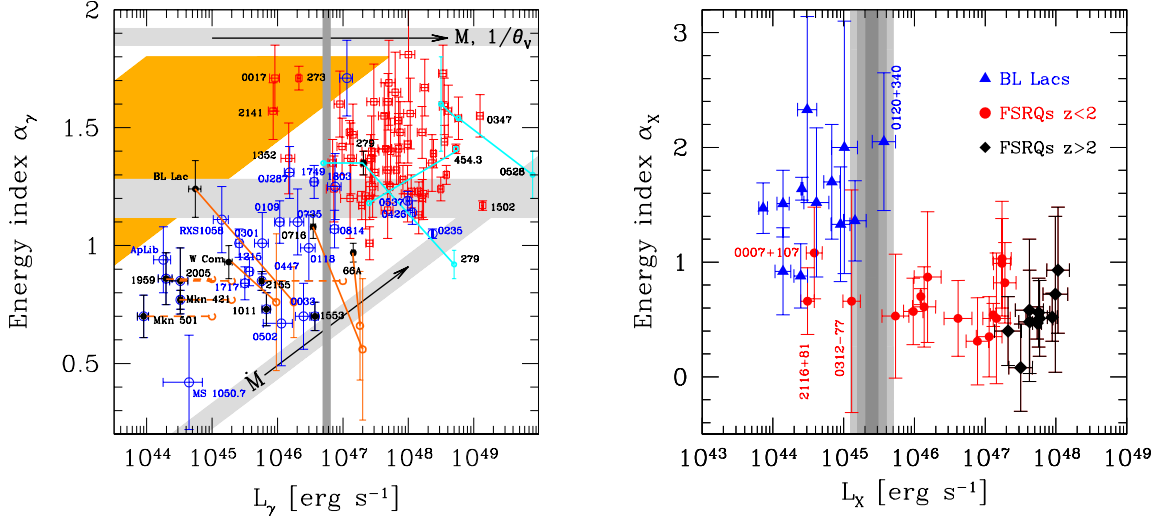 2
1.5
1
0.5
Energy index αγ
M, 1/θV
0017
273
2141
1352
OJ287
1749
279
1803
0347
454.3
0528
BL Lac
0109
0537
0426
1502
RXS1058
0301
0735
0716
0814
0235
ApLib
W Com
1215
0447
0118
66A
279
1959
2005
2155
1717
Mkn 421
0033
1011
1553
Mkn 501
0502
Ṁ
MS 1050.7
10^44 10^45 10^46 10^47 10^48 10^49
Lγ [erg s⁻¹]
3
2
1
0
Energy index αX
BL Lacs
FSRQs z<2
FSRQs z>2
0120+340
0007+107
2116+81
0312-77
10^43 10^44 10^45 10^46 10^47 10^48 10^49
LX [erg s⁻¹]